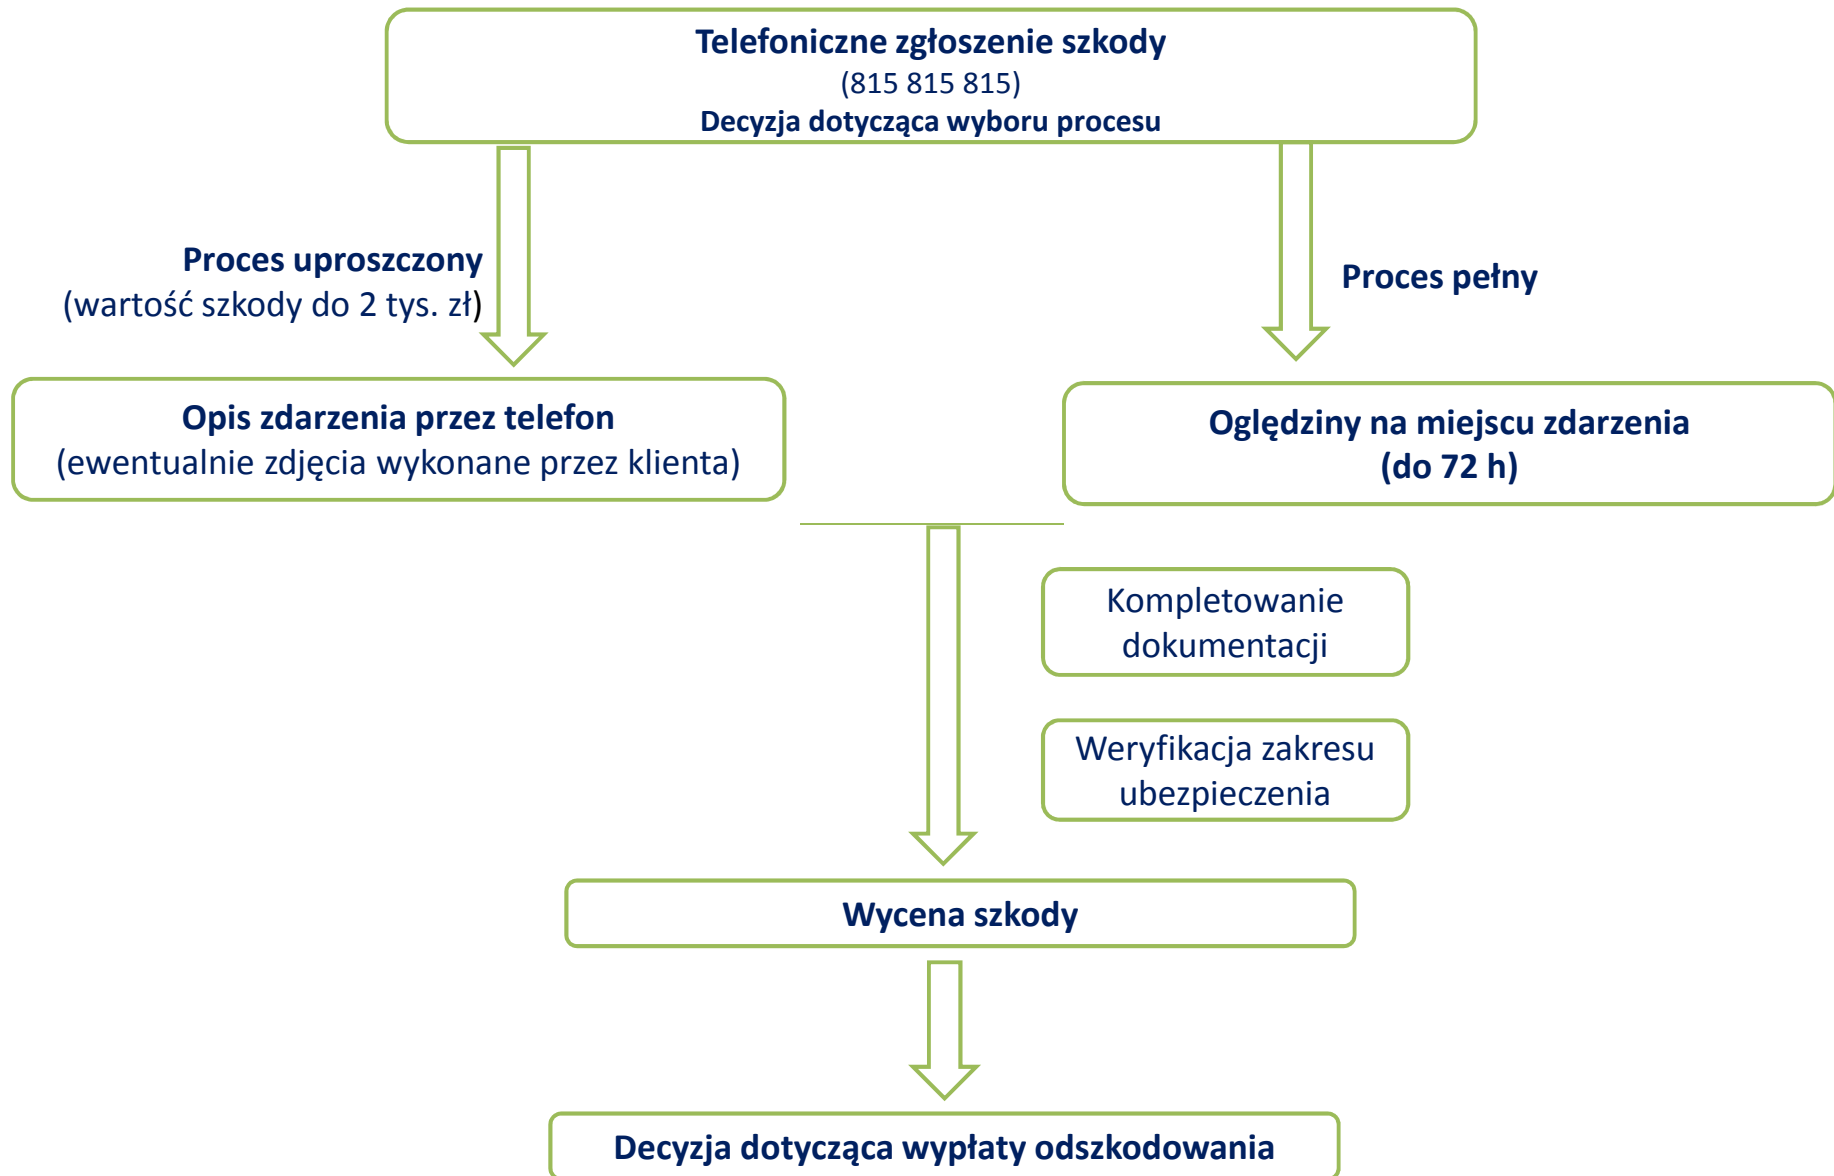 Telefoniczne zgłoszenie szkody
(815 815 815)
Decyzja dotycząca wyboru procesu
Proces uproszczony
(wartość szkody do 2 tys. zł)
Proces pełny
Opis zdarzenia przez telefon
(ewentualnie zdjęcia wykonane przez klienta)
Oględziny na miejscu zdarzenia
(do 72 h)
Kompletowanie
dokumentacji
Weryfikacja zakresu
ubezpieczenia
Wycena szkody
Decyzja dotycząca wypłaty odszkodowania